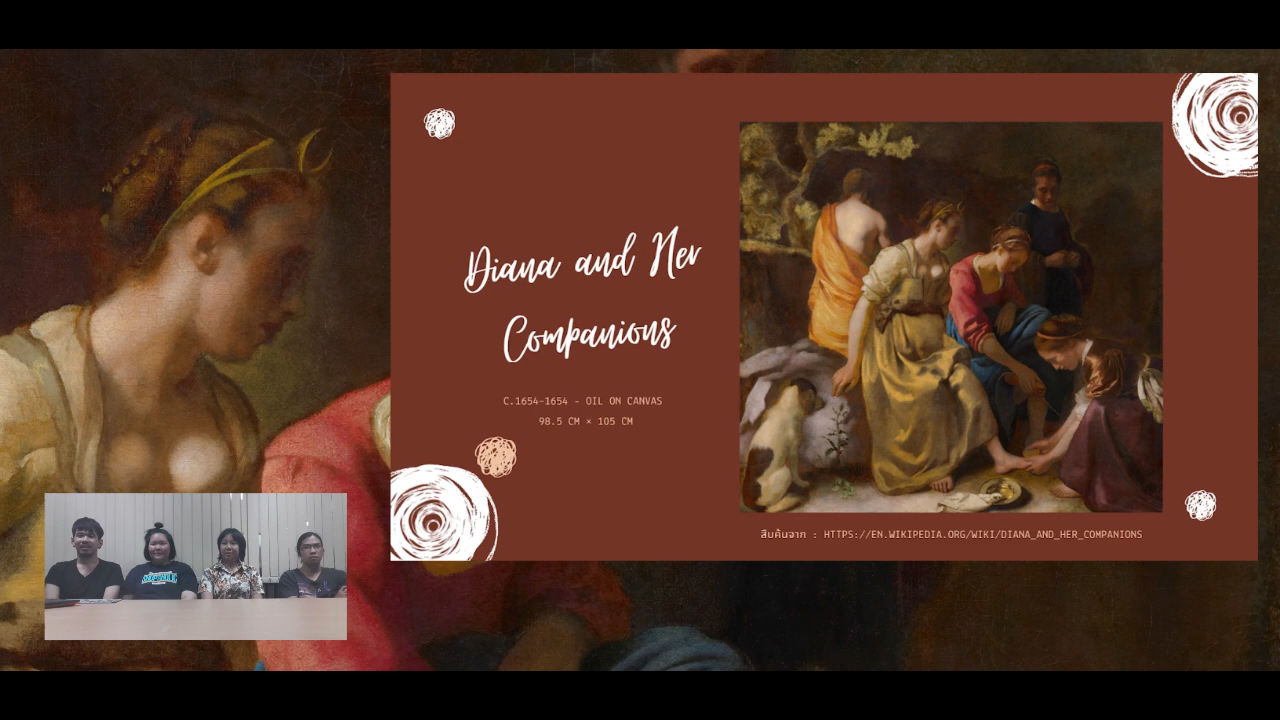 Diana and Her
Companions
C.1654-1654 - OIL ON CANVAS
98.5 CM × 105 CM
สืบค้นจาก : HTTPS://EN.WIKIPEDIA.ORG/WIKI/DIANA_AND_HER_COMPANIONS